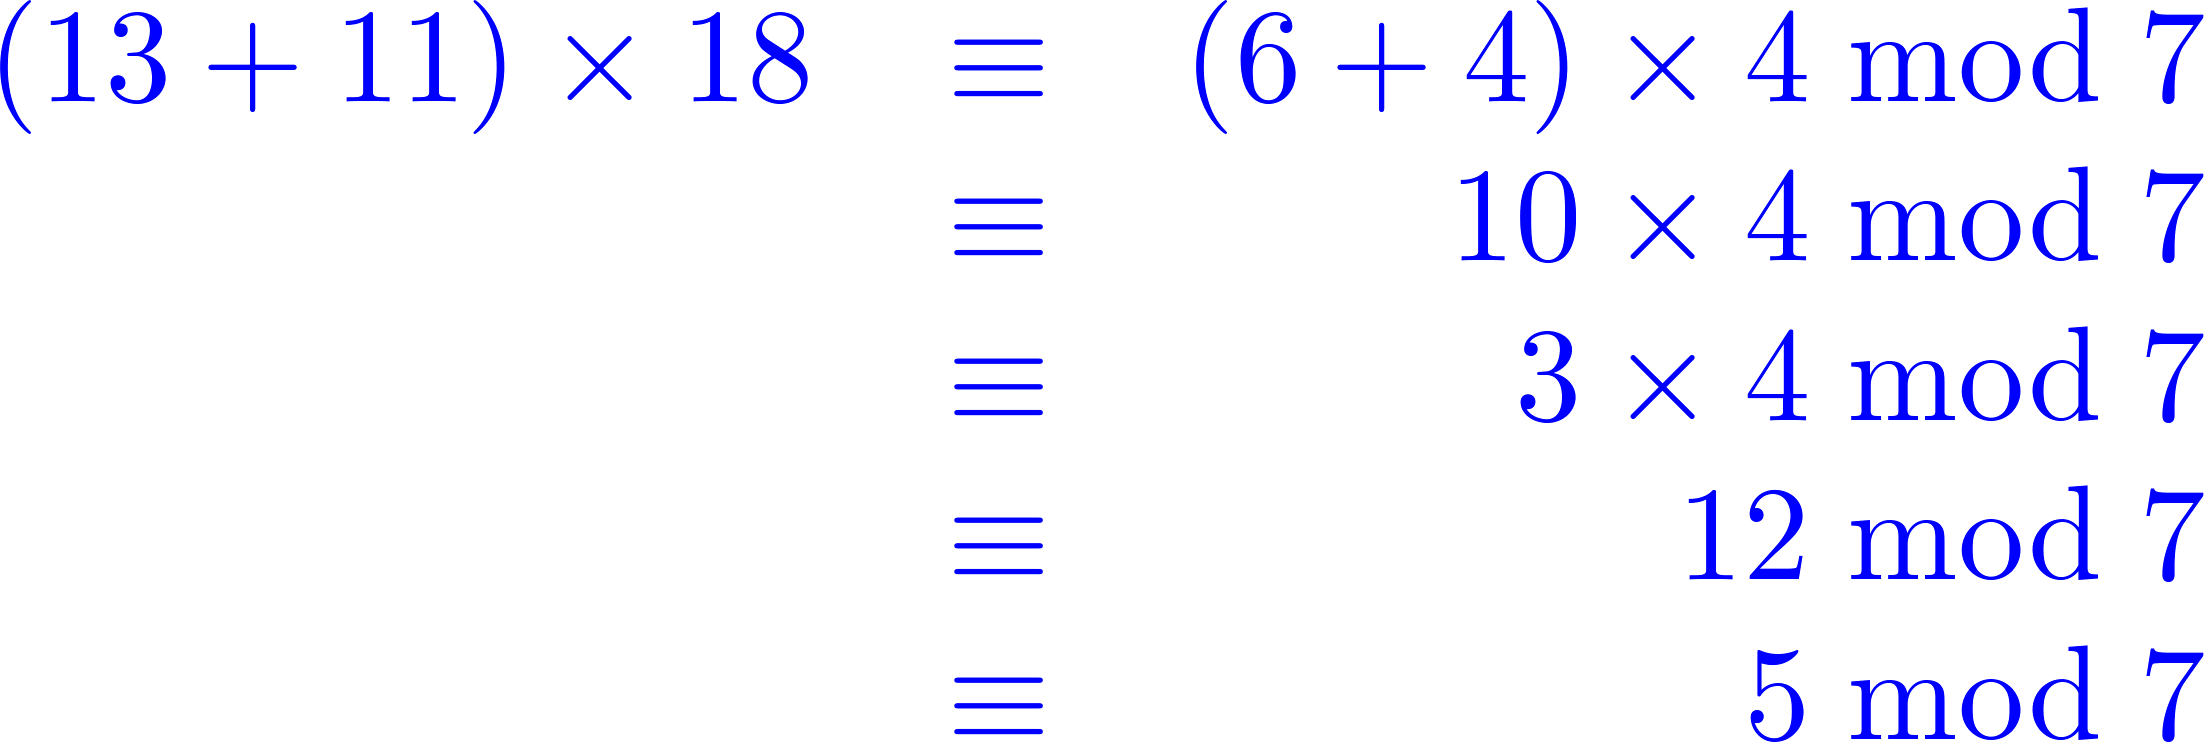 (13 + 11) × 18 ≡ (6 + 4) × 4 mod 7
≡ 10 × 4 mod 7
≡ 3 × 4 mod 7
≡ 12 mod 7
≡ 5 mod 7